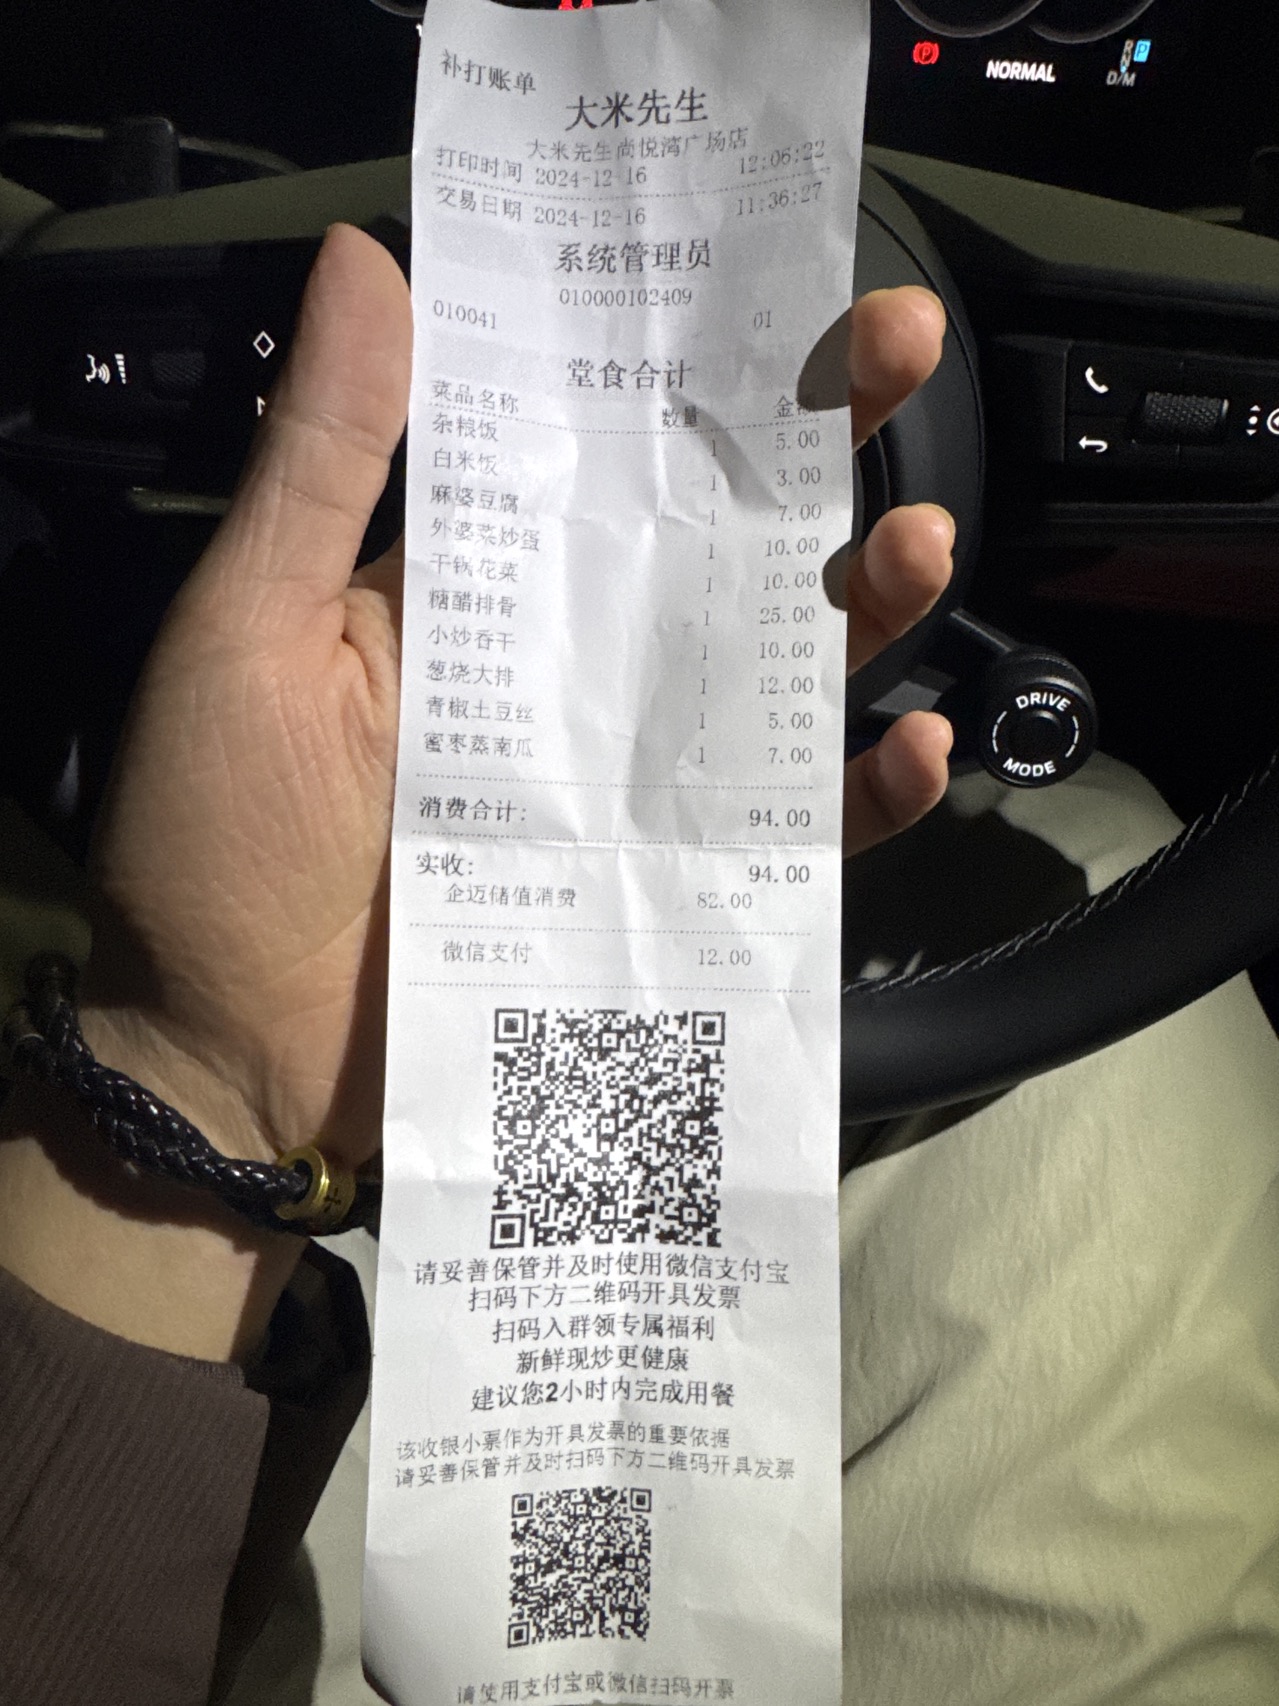 NORMAL
P
R
N
D/M
补打账单
大米先生
大米先生尚悦湾广场店
打印时间 2024-12-16 12:06:22
交易日期 2024-12-16 11:36:27
系统管理员
010000102409
010041 01
堂食合计
菜品名称 数量 金额
杂粮饭 1 5.00
白米饭 1 3.00
麻婆豆腐 1 7.00
外婆菜炒蛋 1 10.00
干锅花菜 1 10.00
糖醋排骨 1 25.00
小炒香干 1 10.00
葱烧大排 1 12.00
青椒土豆丝 1 5.00
蜜枣蒸南瓜 1 7.00
消费合计: 94.00
实收: 94.00
企迈储值消费 82.00
微信支付 12.00
请妥善保管并及时使用微信支付宝
扫码下方二维码开具发票
扫码入群领专属福利
新鲜现炒更健康
建议您2小时内完成用餐
该收银小票作为开具发票的重要依据
请妥善保管并及时扫码下方二维码开具发票
请使用支付宝或微信扫码开票
DRIVE
MODE